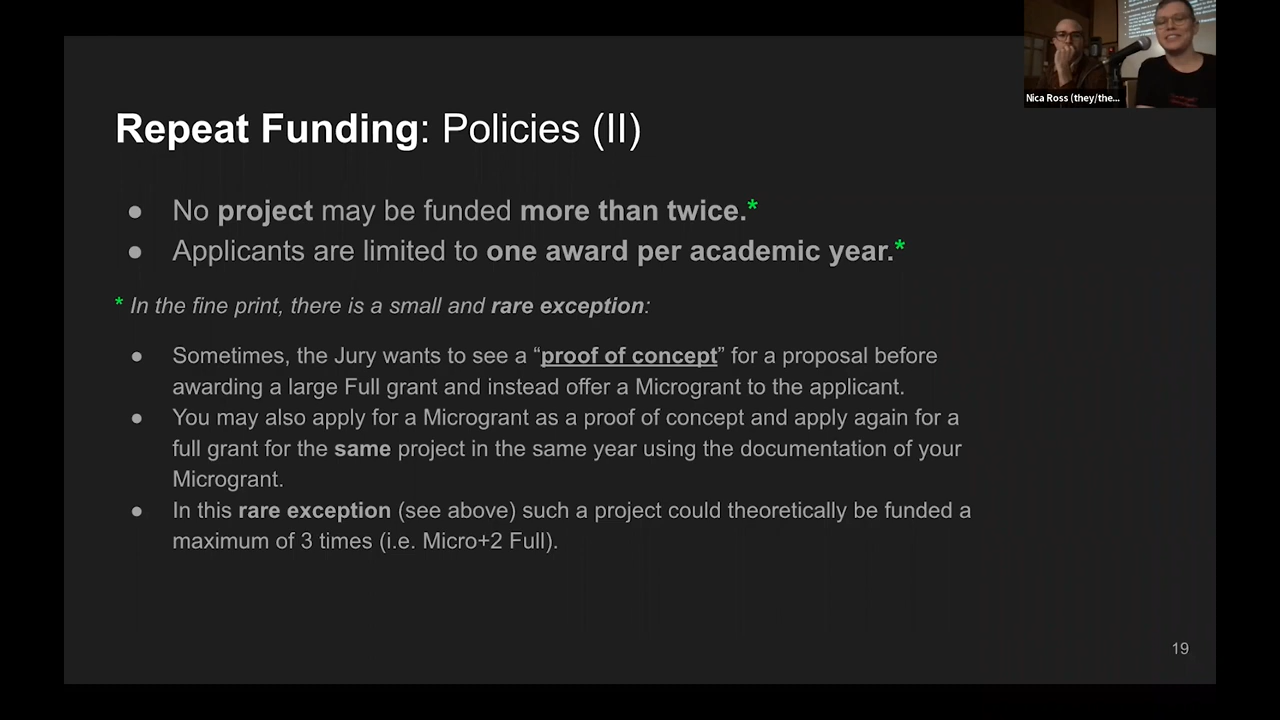 Nica Ross (they/the...
Repeat Funding: Policies (II)
● No project may be funded more than twice.*
● Applicants are limited to one award per academic year.*
* In the fine print, there is a small and rare exception:
● Sometimes, the Jury wants to see a “proof of concept” for a proposal before
awarding a large Full grant and instead offer a Microgrant to the applicant.
● You may also apply for a Microgrant as a proof of concept and apply again for a
full grant for the same project in the same year using the documentation of your
Microgrant.
● In this rare exception (see above) such a project could theoretically be funded a
maximum of 3 times (i.e. Micro+2 Full).
19